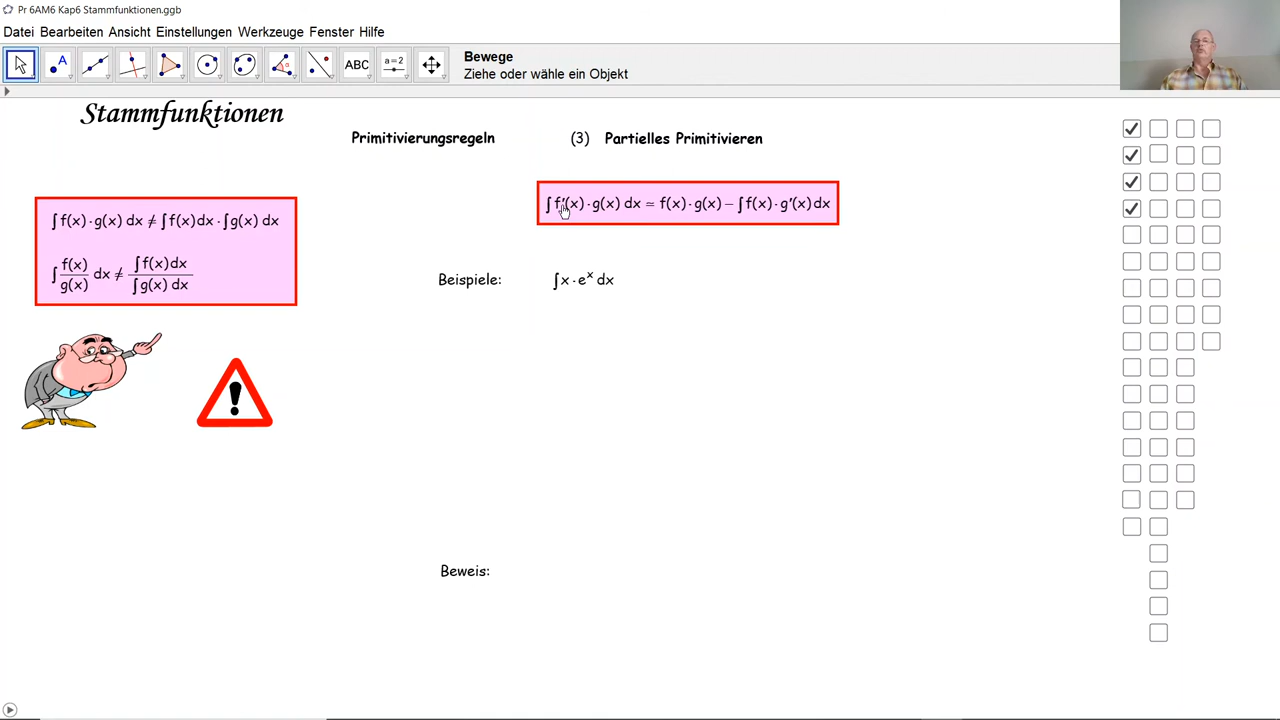 Pr 6AM6 Kap6 Stammfunktionen.ggb
Datei Bearbeiten Ansicht Einstellungen Werkzeuge Fenster Hilfe
A
ABC
a=2
Bewege
Ziehe oder wähle ein Objekt
Stammfunktionen
Primitivierungsregeln (3) Partielles Primitivieren
∫f'(x)·g(x) dx = f(x)·g(x) − ∫f(x)·g'(x)dx
∫f(x)·g(x) dx ≠ ∫f(x)dx·∫g(x) dx
∫ f(x)/g(x) dx ≠ ∫f(x)dx / ∫g(x) dx
Beispiele: ∫x·eˣ dx
!
Beweis: